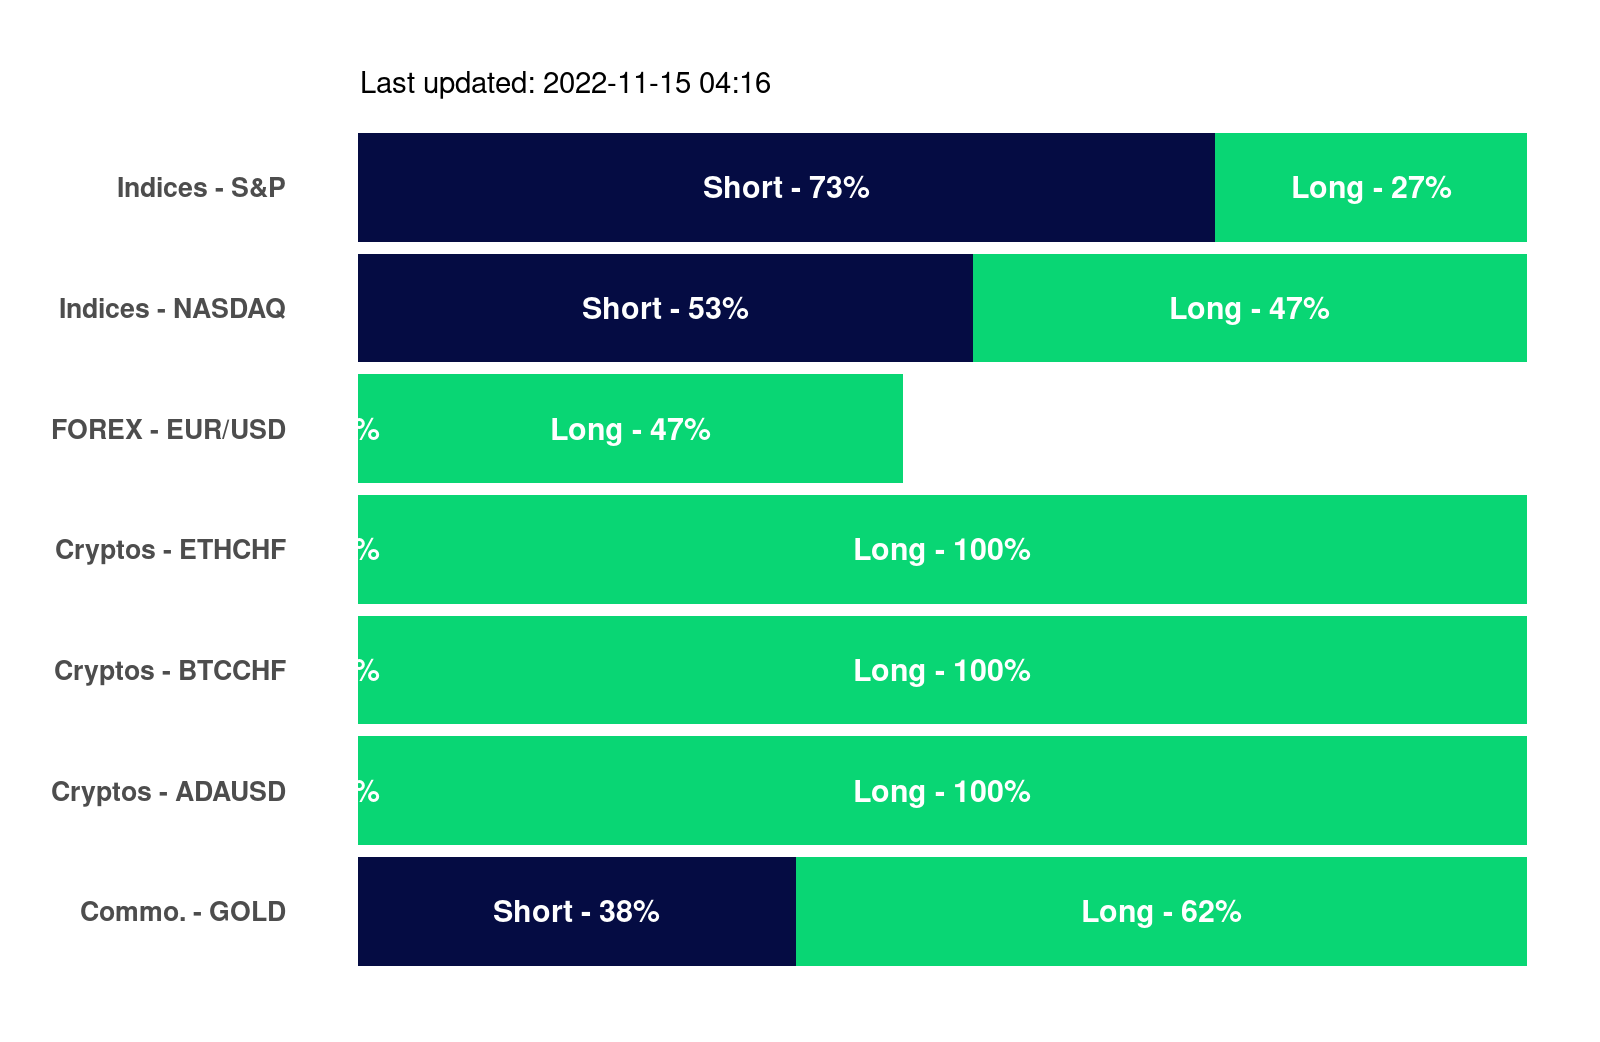 Last updated: 2022-11-15 04:16
Indices - S&P Short - 73% Long - 27%
Indices - NASDAQ Short - 53% Long - 47%
FOREX - EUR/USD % Long - 47%
Cryptos - ETHCHF % Long - 100%
Cryptos - BTCCHF % Long - 100%
Cryptos - ADAUSD % Long - 100%
Commo. - GOLD Short - 38% Long - 62%